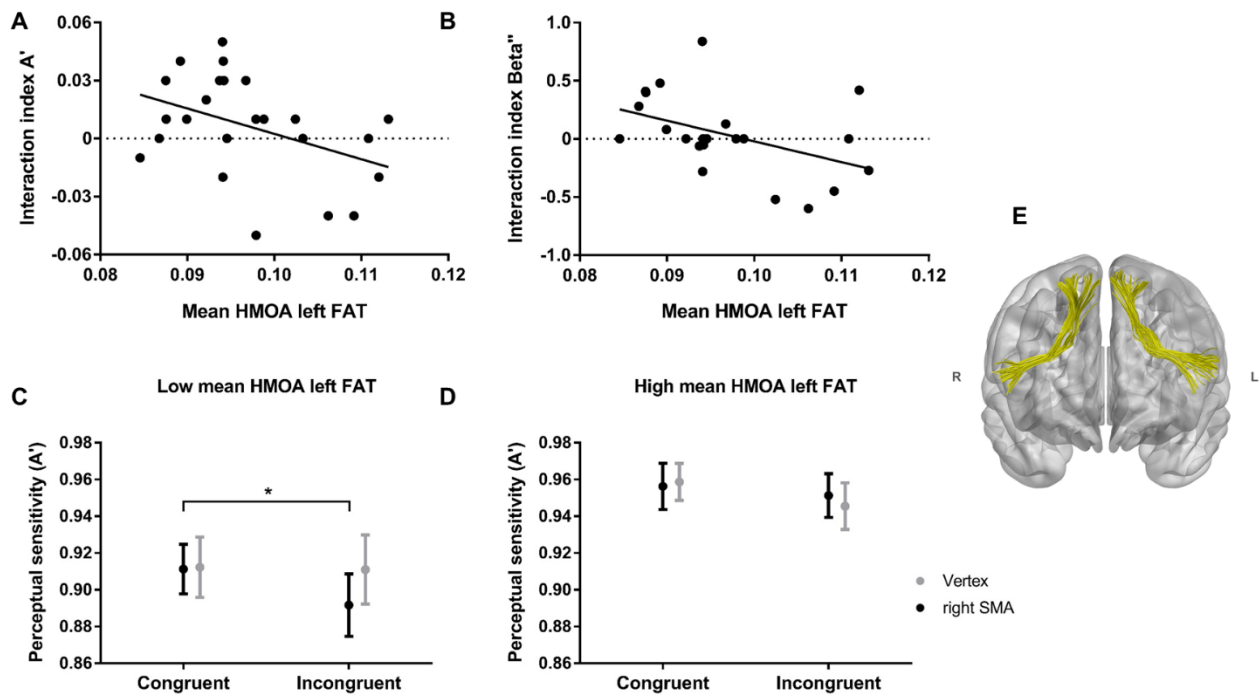 A
Interaction index A'
0.06
0.03
0
-0.03
-0.06
0.08
0.09
0.10
0.11
0.12
Mean HMOA left FAT
B
Interaction index Beta"
1.0
0.5
0
-0.5
-1.0
0.08
0.09
0.10
0.11
0.12
Mean HMOA left FAT
E
R
L
Low mean HMOA left FAT
C
Perceptual sensitivity (A')
0.98
0.96
0.94
0.92
0.90
0.88
0.86
*
Congruent
Incongruent
High mean HMOA left FAT
D
Perceptual sensitivity (A')
0.98
0.96
0.94
0.92
0.90
0.88
0.86
Congruent
Incongruent
Vertex
right SMA